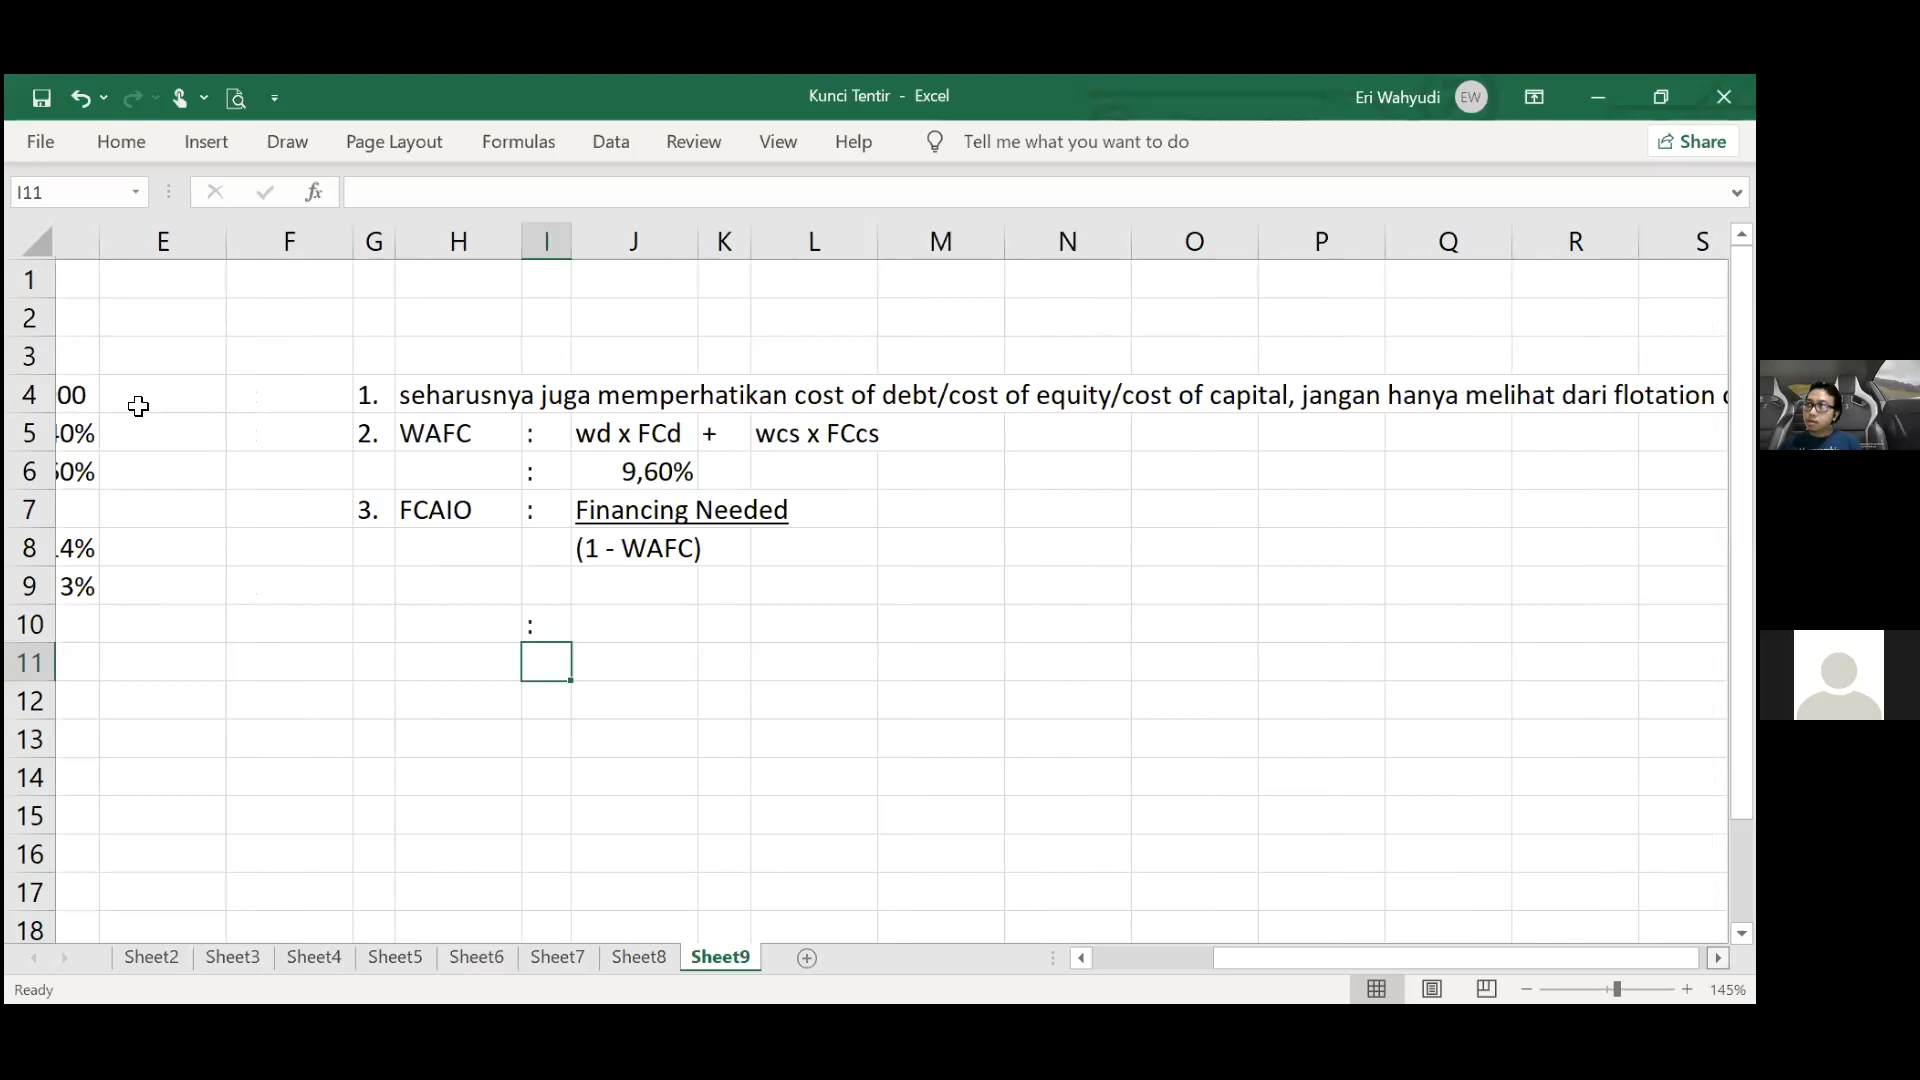 Kunci Tentir - Excel
Eri Wahyudi EW
File Home Insert Draw Page Layout Formulas Data Review View Help Tell me what you want to do Share
I11 fx
E F G H I J K L M N O P Q R S
1
2
3
4 00 1. seharusnya juga memperhatikan cost of debt/cost of equity/cost of capital, jangan hanya melihat dari flotation
5 40% 2. WAFC : wd x FCd + wcs x FCcs
6 60% : 9,60%
7 3. FCAIO : Financing Needed
8 14% (1 - WAFC)
9 3%
10 :
11
12
13
14
15
16
17
18
Sheet2 Sheet3 Sheet4 Sheet5 Sheet6 Sheet7 Sheet8 Sheet9
Ready 145%